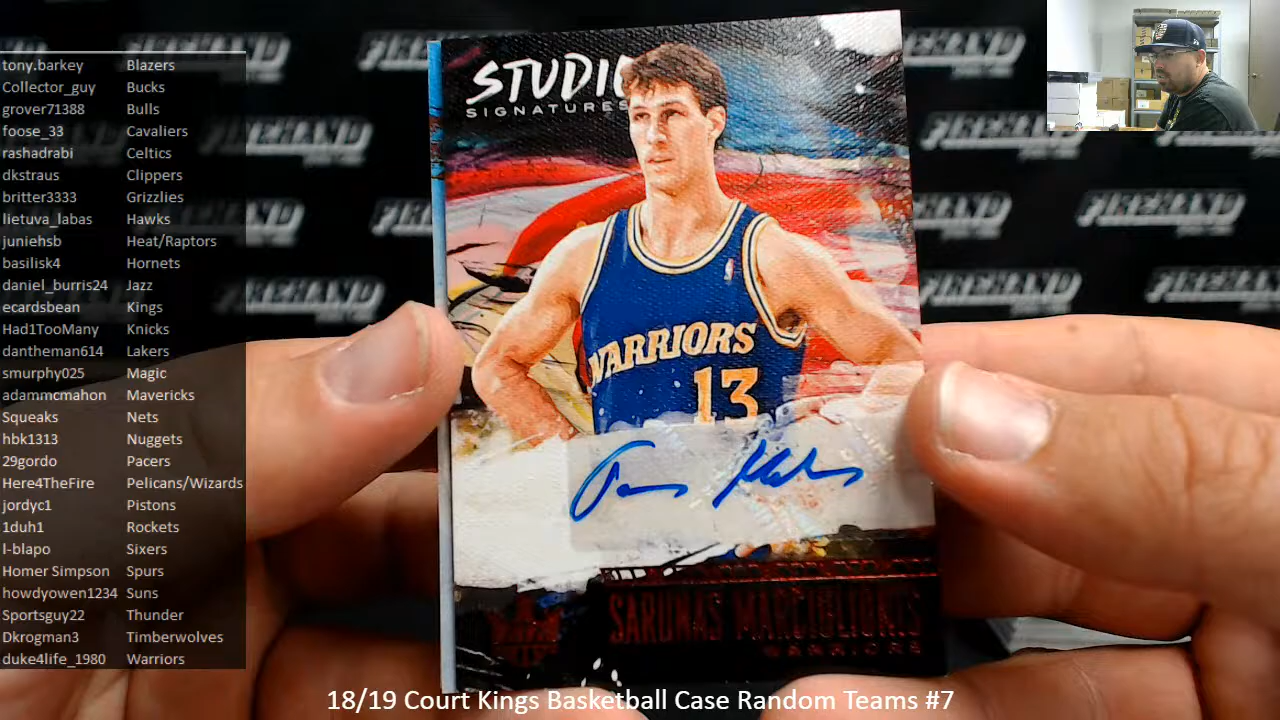 tony.barkey Blazers
Collector_guy Bucks
grover71388 Bulls
foose_33 Cavaliers
rashadrabi Celtics
dkstraus Clippers
britter3333 Grizzlies
lietuva_labas Hawks
juniehsb Heat/Raptors
basilisk4 Hornets
daniel_burris24 Jazz
ecardsbean Kings
Had1TooMany Knicks
dantheman614 Lakers
smurphy025 Magic
adammcmahon Mavericks
Squeaks Nets
hbk1313 Nuggets
29gordo Pacers
Here4TheFire Pelicans/Wizards
jordyc1 Pistons
1duh1 Rockets
l-blapo Sixers
Homer Simpson Spurs
howdyowen1234 Suns
Sportsguy22 Thunder
Dkrogman3 Timberwolves
duke4life_1980 Warriors
STUDIO
SIGNATURES
WARRIORS
13
SARUNAS MARCIULIONIS
WARRIORS
FIREHAND
18/19 Court Kings Basketball Case Random Teams #7